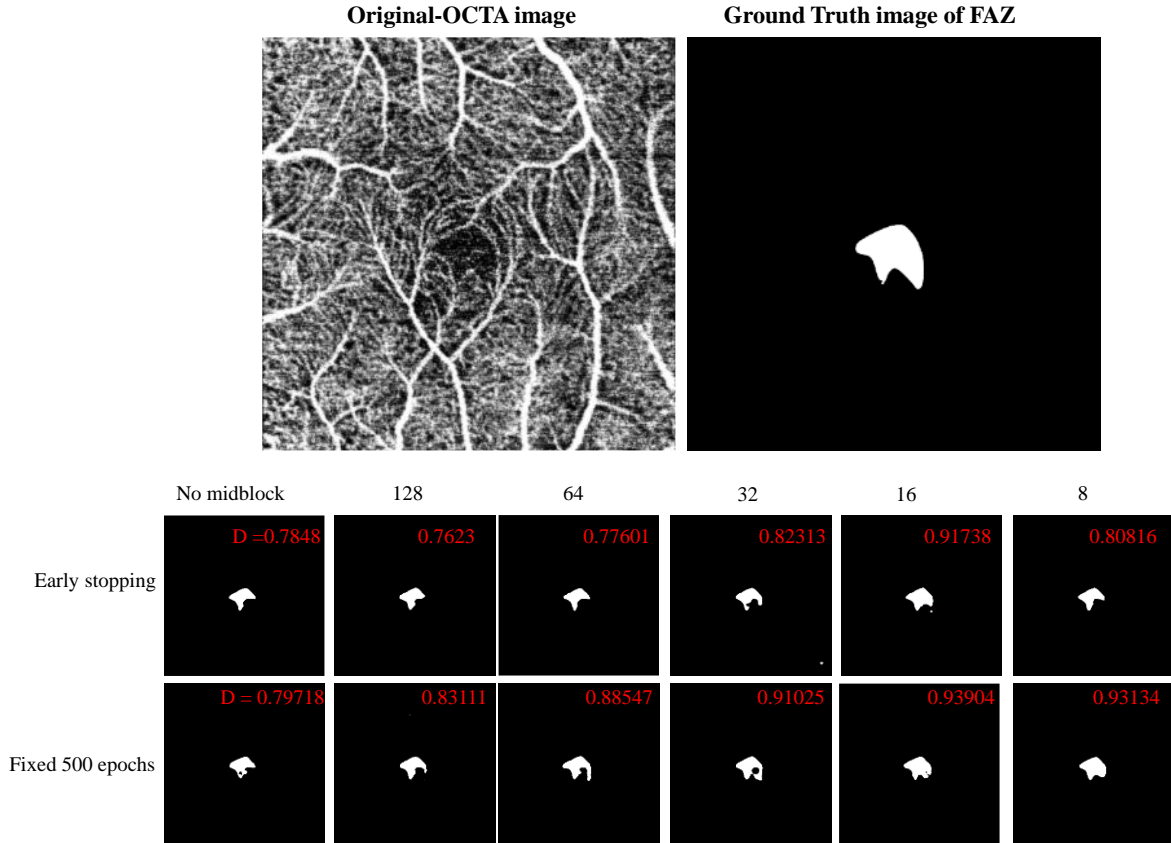 Original-OCTA image Ground Truth image of FAZ
No midblock 128 64 32 16 8
Early stopping D =0.7848 0.7623 0.77601 0.82313 0.91738 0.80816
Fixed 500 epochs D = 0.79718 0.83111 0.88547 0.91025 0.93904 0.93134